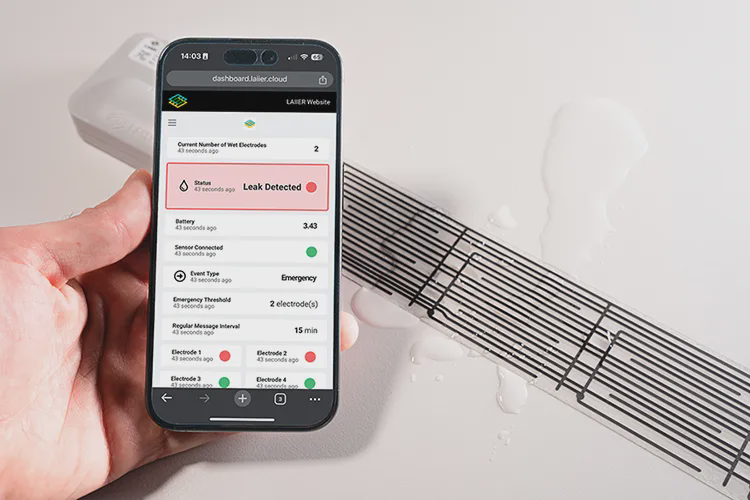 14:03
dashboard.laiier.cloud
LAIIER Website
Current Number of Wet Electrodes
43 seconds ago
2
Status
43 seconds ago
Leak Detected
Battery
43 seconds ago
3.43
Sensor Connected
43 seconds ago
Event Type
43 seconds ago
Emergency
Emergency Threshold
43 seconds ago
2 electrode(s)
Regular Message Interval
43 seconds ago
15 min
Electrode 1
43 seconds ago
Electrode 2
43 seconds ago
Electrode 3
43 seconds ago
Electrode 4
43 seconds ago